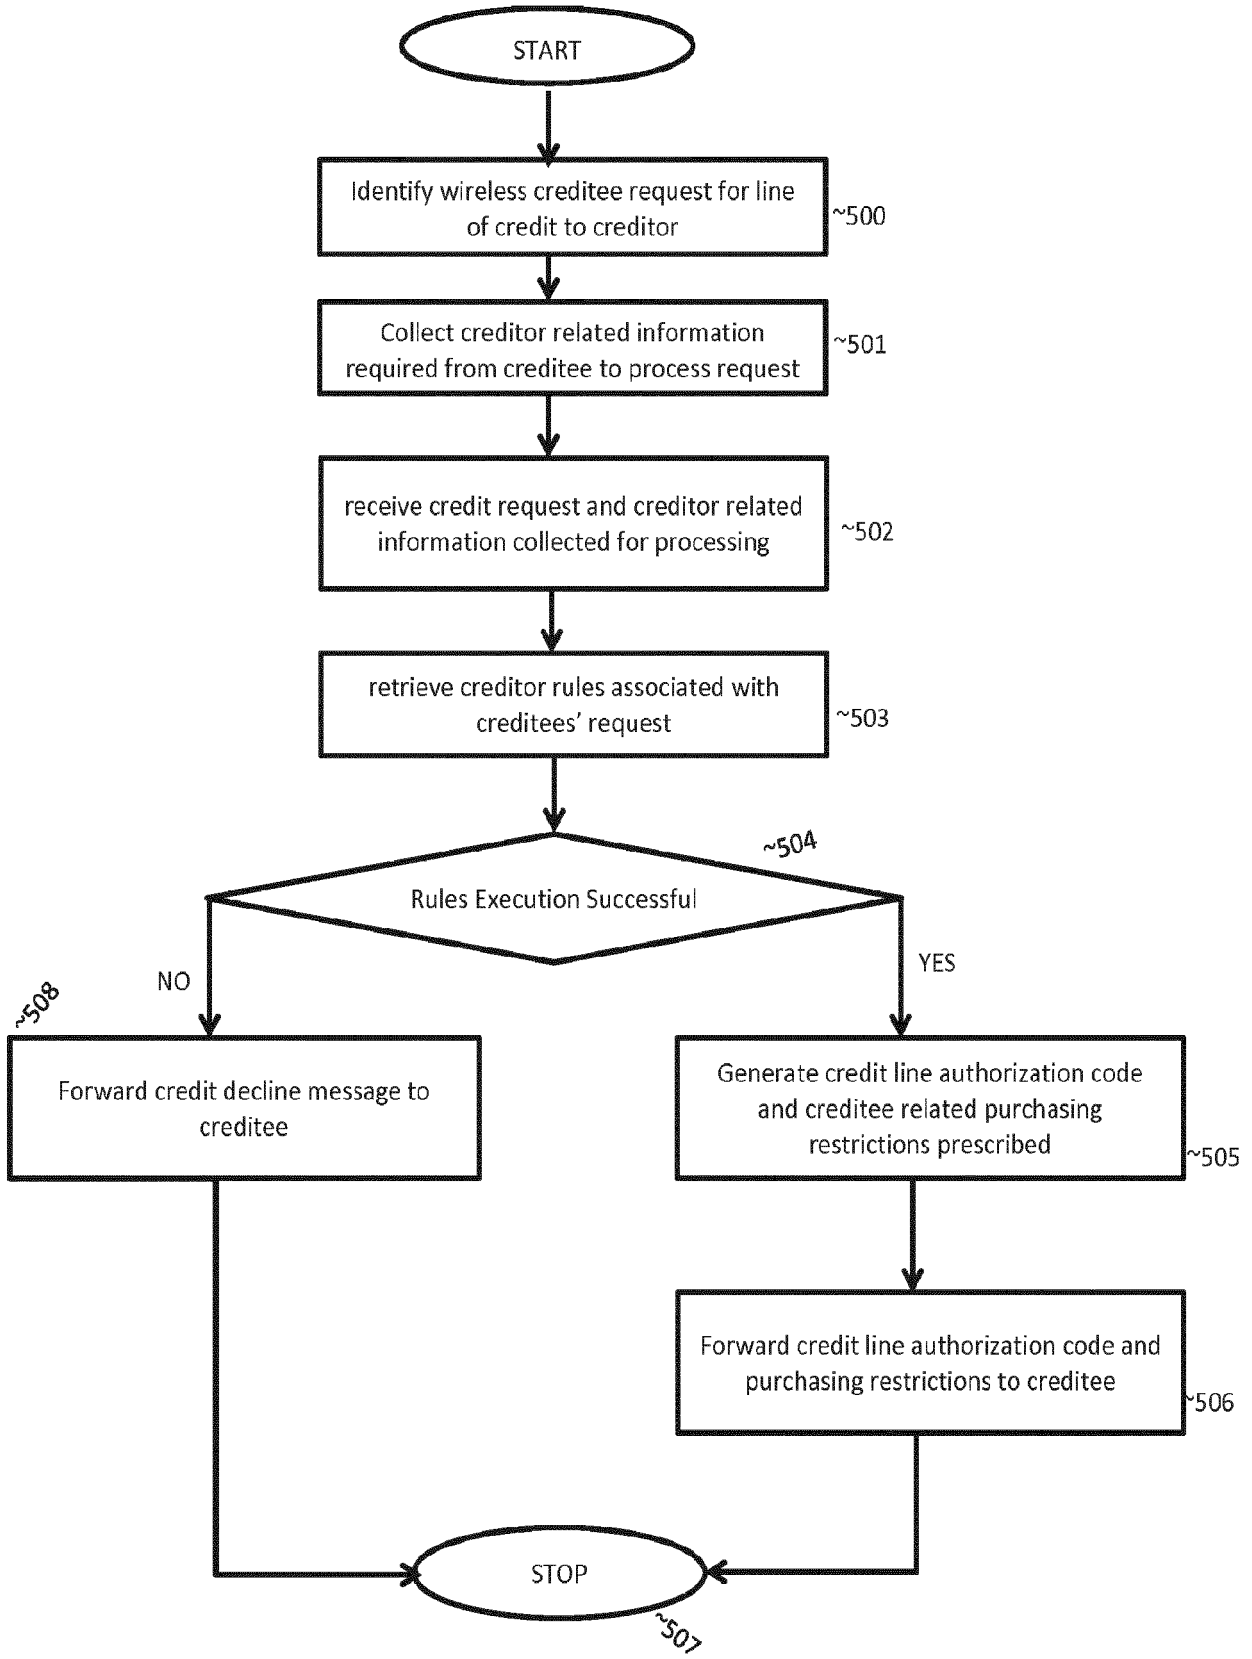 START
Identify wireless creditee request for line
of credit to creditor
~500
Collect creditor related information
required from creditee to process request
~501
receive credit request and creditor related
information collected for processing
~502
retrieve creditor rules associated with
creditees’ request
~503
~504
Rules Execution Successful
NO
YES
~508
Forward credit decline message to
creditee
Generate credit line authorization code
and creditee related purchasing
restrictions prescribed
~505
Forward credit line authorization code and
purchasing restrictions to creditee
~506
STOP
~507